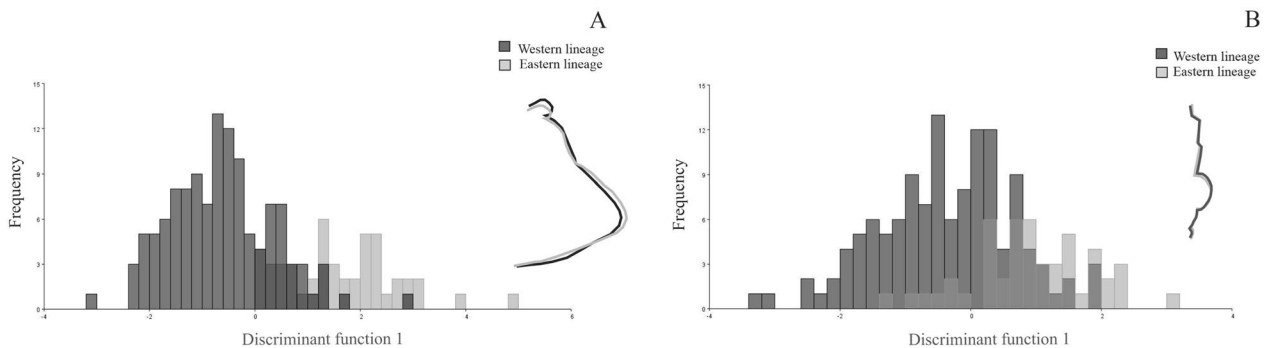 A
Western lineage
Eastern lineage
15
12
9
6
3
0
Frequency
-4
-2
0
2
4
6
Discriminant function 1
B
Western lineage
Eastern lineage
15
12
9
6
3
0
Frequency
-4
-2
0
2
4
Discriminant function 1